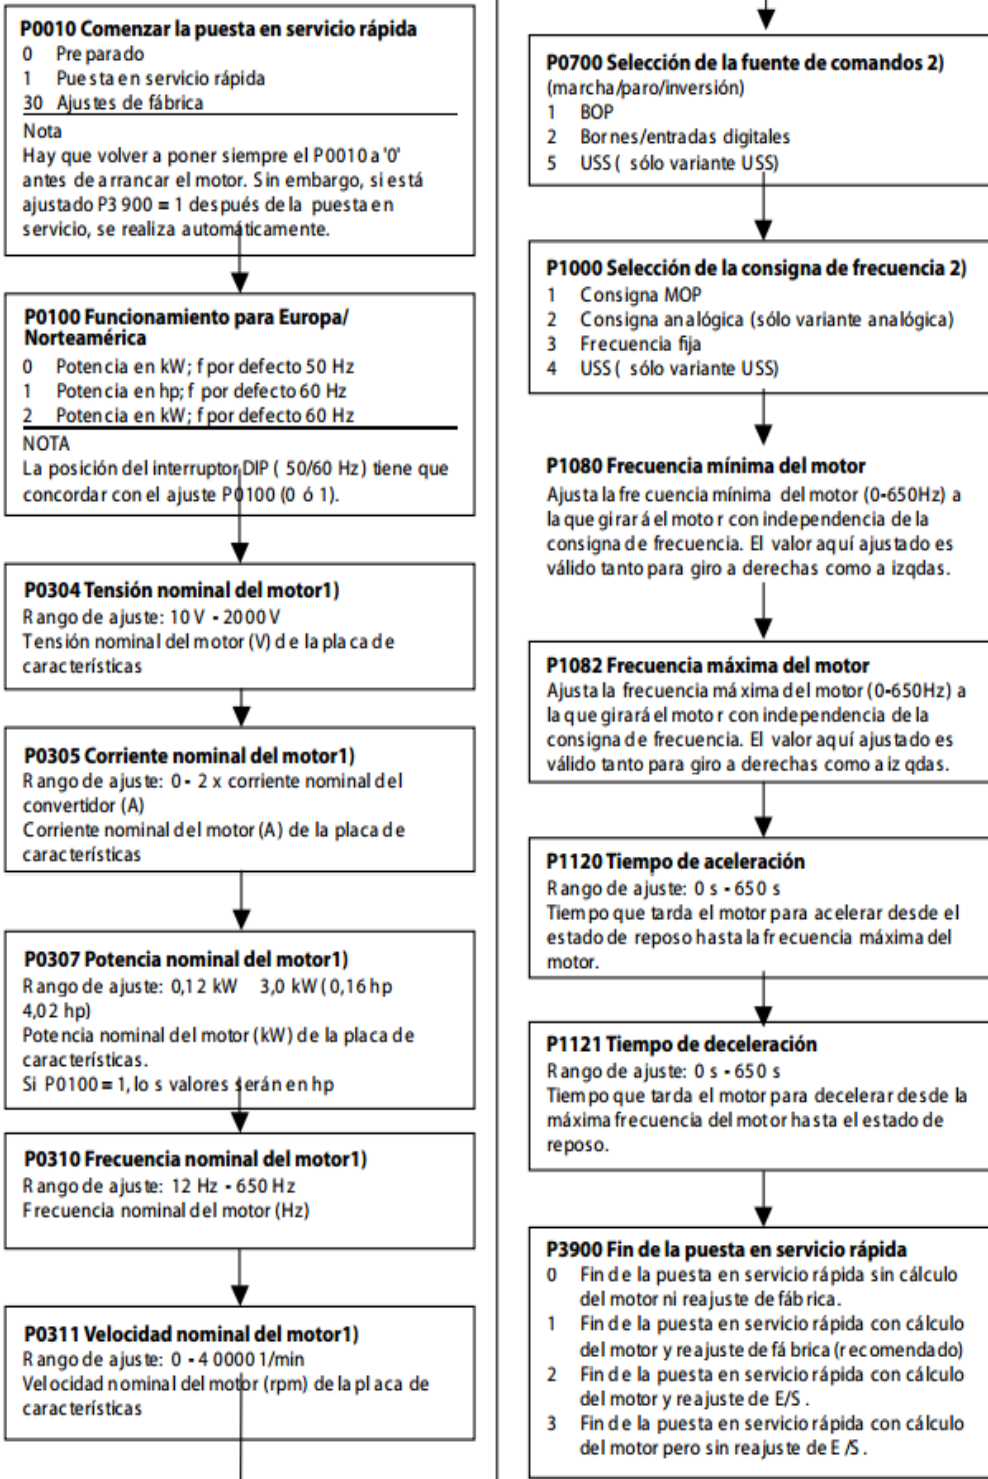 P0010 Comenzar la puesta en servicio rápida
0 Preparado
1 Puesta en servicio rápida
30 Ajustes de fábrica
Nota
Hay que volver a poner siempre el P0010 a '0'
antes de arrancar el motor. Sin embargo, si está
ajustado P3900 = 1 después de la puesta en
servicio, se realiza automáticamente.
P0100 Funcionamiento para Europa/
Norteamérica
0 Potencia en kW; f por defecto 50 Hz
1 Potencia en hp; f por defecto 60 Hz
2 Potencia en kW; f por defecto 60 Hz
NOTA
La posición del interruptor DIP ( 50/60 Hz) tiene que
concordar con el ajuste P0100 (0 ó 1).
P0304 Tensión nominal del motor1)
Rango de ajuste: 10 V - 2000 V
Tensión nominal del motor (V) de la placa de
característifcas
P0305 Corriente nominal del motor1)
Rango de ajuste: 0 - 2 x corriente nominal del
convertidor (A)
Corriente nominal del motor (A) de la placa de
características
P0307 Potencia nominal del motor1)
Rango de ajuste: 0,12 kW 3,0 kW ( 0,16 hp
4,02 hp)
Potencia nominal del motor (kW) de la placa de
características.
Si P0100 = 1, los valores serán en hp
P0310 Frecuencia nominal del motor1)
Rango de ajuste: 12 Hz - 650 Hz
Frecuencia nominal del motor (Hz)
P0311 Velocidad nominal del motor1)
Rango de ajuste: 0 - 4 0000 1/min
Velocidad nominal del motor (rpm) de la placa de
características
P0700 Selección de la fuente de comandos 2)
(marcha/paro/inversión)
1 BOP
2 Bornes/entradas digitales
5 USS ( sólo variante USS)
P1000 Selección de la consigna de frecuencia 2)
1 Consigna MOP
2 Consigna analógica (sólo variante analógica)
3 Frecuencia fija
4 USS ( sólo variante USS)
P1080 Frecuencia mínima del motor
Ajusta la frecuencia mínima del motor (0-650Hz) a
la que girará el motor con independencia de la
consigna de frecuencia. El valor aquí ajustado es
válido tanto para giro a derechas como a izqdas.
P1082 Frecuencia máxima del motor
Ajusta la frecuencia máxima del motor (0-650Hz) a
la que girará el motor con independencia de la
consigna de frecuencia. El valor aquí ajustado es
válido tanto para giro a derechas como a izqdas.
P1120 Tiempo de aceleración
Rango de ajuste: 0 s - 650 s
Tiempo que tarda el motor para acelerar desde el
estado de reposo hasta la frecuencia máxima del
motor.
P1121 Tiempo de deceleración
Rango de ajuste: 0 s - 650 s
Tiempo que tarda el motor para decelerar desde la
máxima frecuencia del motor hasta el estado de
reposo.
P3900 Fin de la puesta en servicio rápida
0 Fin de la puesta en servicio rápida sin cálculo
del motor ni reajuste de fábrica.
1 Fin de la puesta en servicio rápida con cálculo
del motor y reajuste de fábrica (recomendado)
2 Fin de la puesta en servicio rápida con cálculo
del motor y reajuste de E/S .
3 Fin de la puesta en servicio rápida con cálculo
del motor pero sin reajuste de E /S .